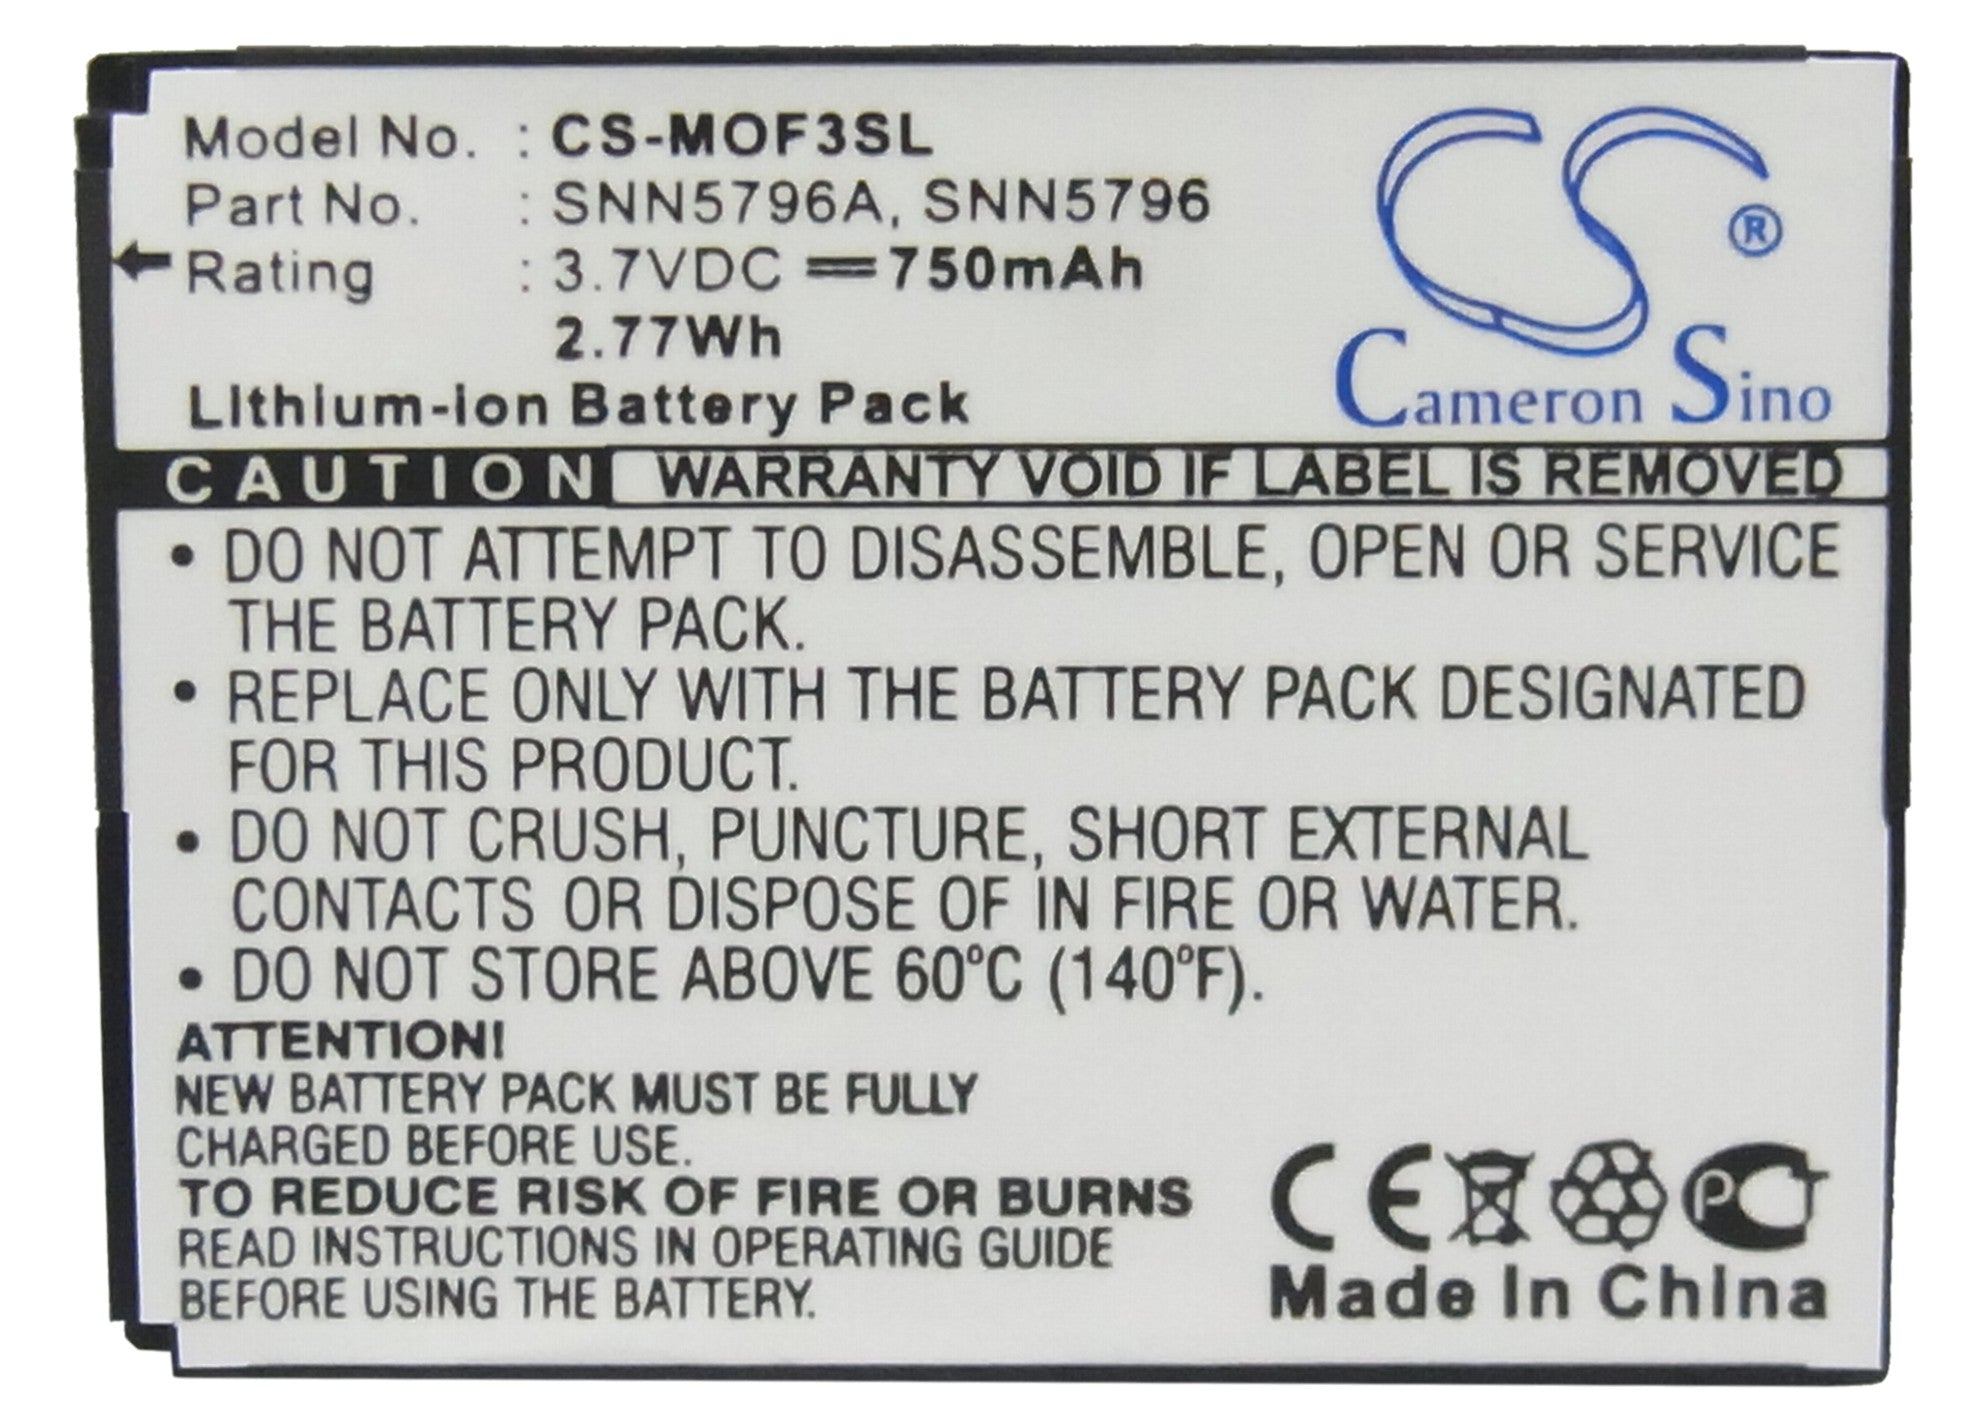 Model No. : CS-MOF3SL
Part No. : SNN5796A, SNN5796
Rating : 3.7VDC ⎓ 750mAh
2.77Wh
Lithium-ion Battery Pack
CS ®
Cameron Sino
CAUTION WARRANTY VOID IF LABEL IS REMOVED
• DO NOT ATTEMPT TO DISASSEMBLE, OPEN OR SERVICE
THE BATTERY PACK.
• REPLACE ONLY WITH THE BATTERY PACK DESIGNATED
FOR THIS PRODUCT.
• DO NOT CRUSH, PUNCTURE, SHORT EXTERNAL
CONTACTS OR DISPOSE OF IN FIRE OR WATER.
• DO NOT STORE ABOVE 60°C (140°F).
ATTENTION!
NEW BATTERY PACK MUST BE FULLY
CHARGED BEFORE USE.
TO REDUCE RISK OF FIRE OR BURNS
READ INSTRUCTIONS IN OPERATING GUIDE
BEFORE USING THE BATTERY.
CE PC
Made In China